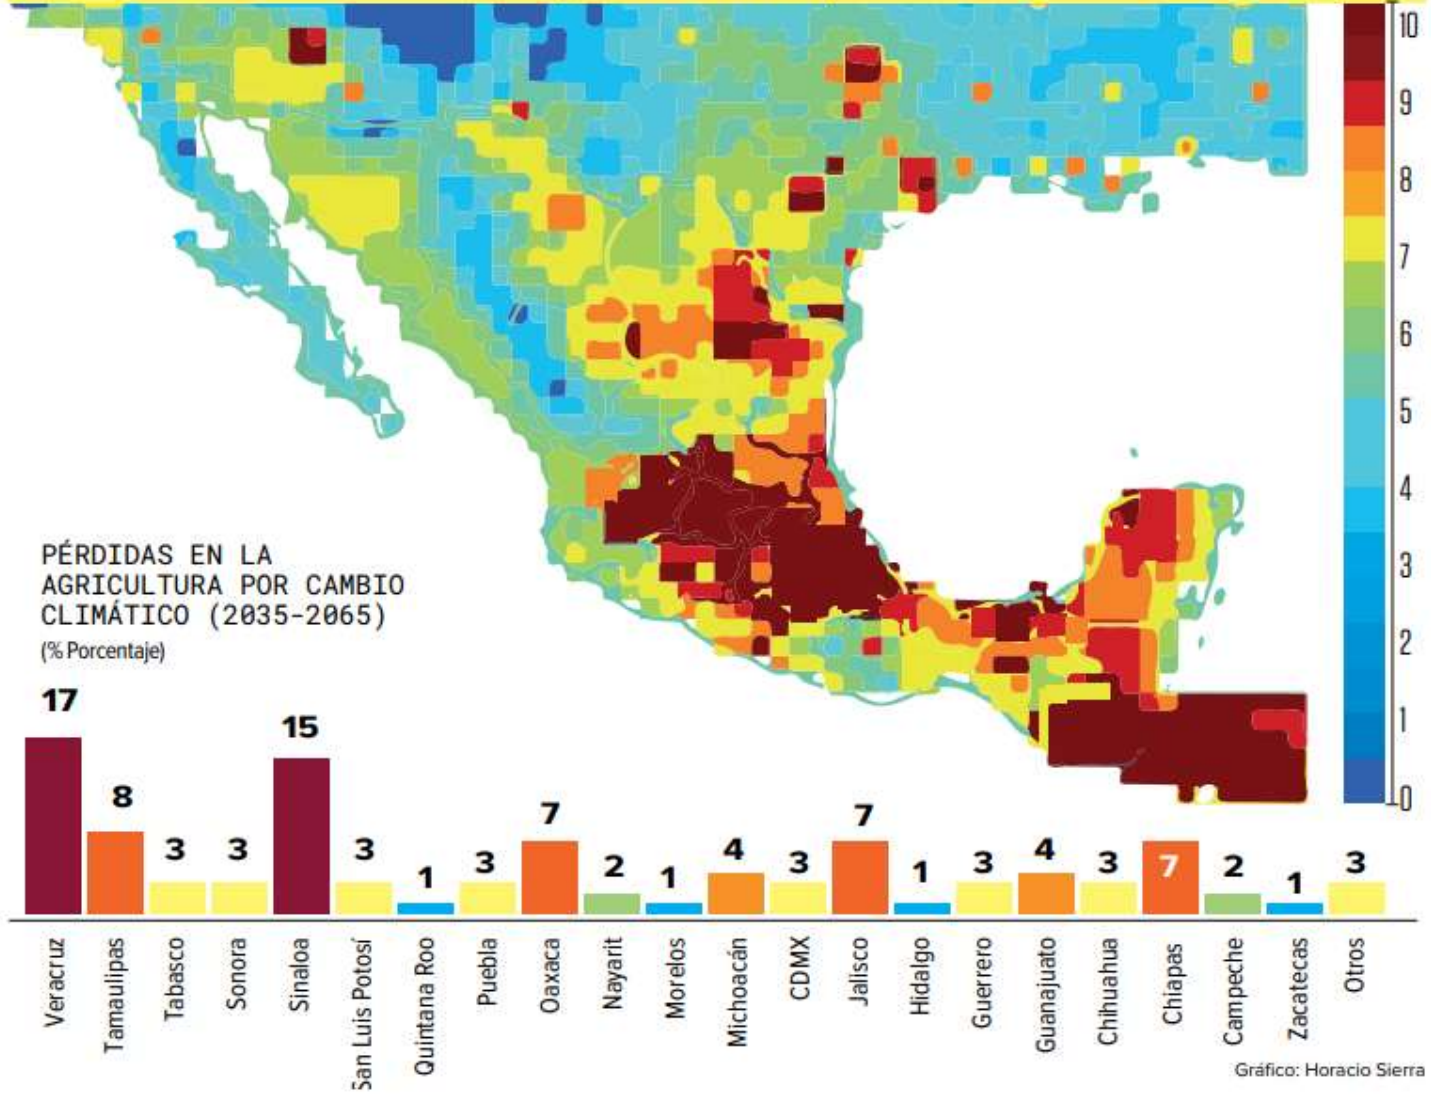 10
9
8
7
6
5
4
3
2
1
0
PÉRDIDAS EN LA
AGRICULTURA POR CAMBIO
CLIMÁTICO (2035-2065)
(% Porcentaje)
17
8
3
3
15
3
1
3
7
2
1
4
3
7
1
3
4
3
7
2
1
3
Veracruz
Tamaulipas
Tabasco
Sonora
Sinaloa
San Luis Potosí
Quintana Roo
Puebla
Oaxaca
Nayarit
Morelos
Michoacán
CDMX
Jalisco
Hidalgo
Guerrero
Guanajuato
Chihuahua
Chiapas
Campeche
Zacatecas
Otros
Gráfico: Horacio Sierra